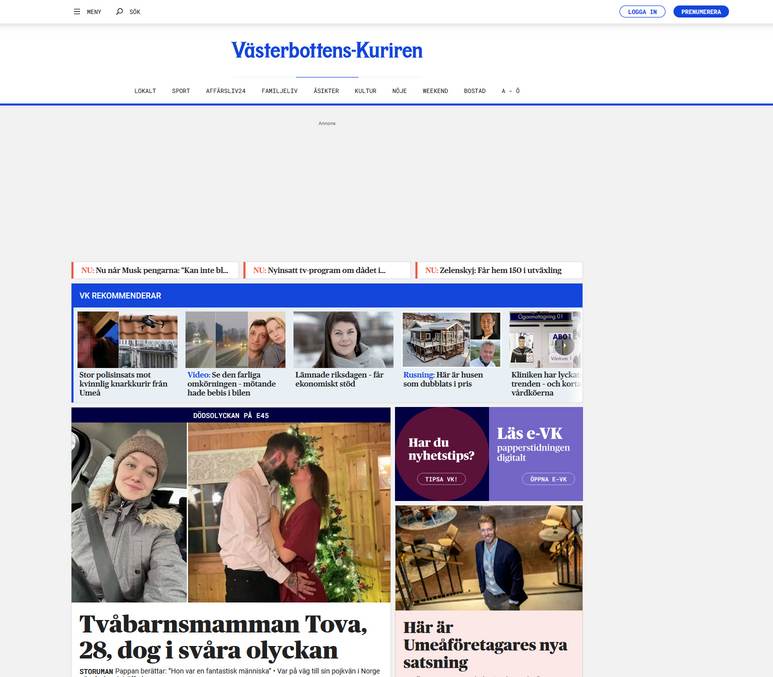 MENY
SÖK
LOGGA IN
PRENUMERERA
Västerbottens-Kuriren
LOKALT SPORT AFFÄRSLIV24 FAMILJELIV ÅSIKTER KULTUR NÖJE WEEKEND BOSTAD A - Ö
Annons
NU: Nu når Musk pengarna: "Kan inte bl...
NU: Nyinsatt tv-program om dådet i...
NU: Zelenskyj: Får hem 150 i utväxling
VK REKOMMENDERAR
Stor polisinsats mot
kvinnlig knarkkurir från
Umeå
Video: Se den farliga
omkörningen - mötande
hade bebis i bilen
Lämnade riksdagen - får
ekonomiskt stöd
Rusning: Här är husen
som dubblats i pris
Ögonmottagning 01
Kliniken har lyckat
trenden - och korta
vårdköerna
DÖDSOLYCKAN PÅ E45
Tvåbarnsmamman Tova,
28, dog i svåra olyckan
STORUMAN Pappan berättar: "Hon var en fantastisk människa" • Var på väg till sin pojkvän i Norge
Har du
nyhetstips?
TIPSA VK!
Läs e-VK
papperstidningen
digitalt
ÖPPNA E-VK
Här är
Umeåföretagares nya
satsning